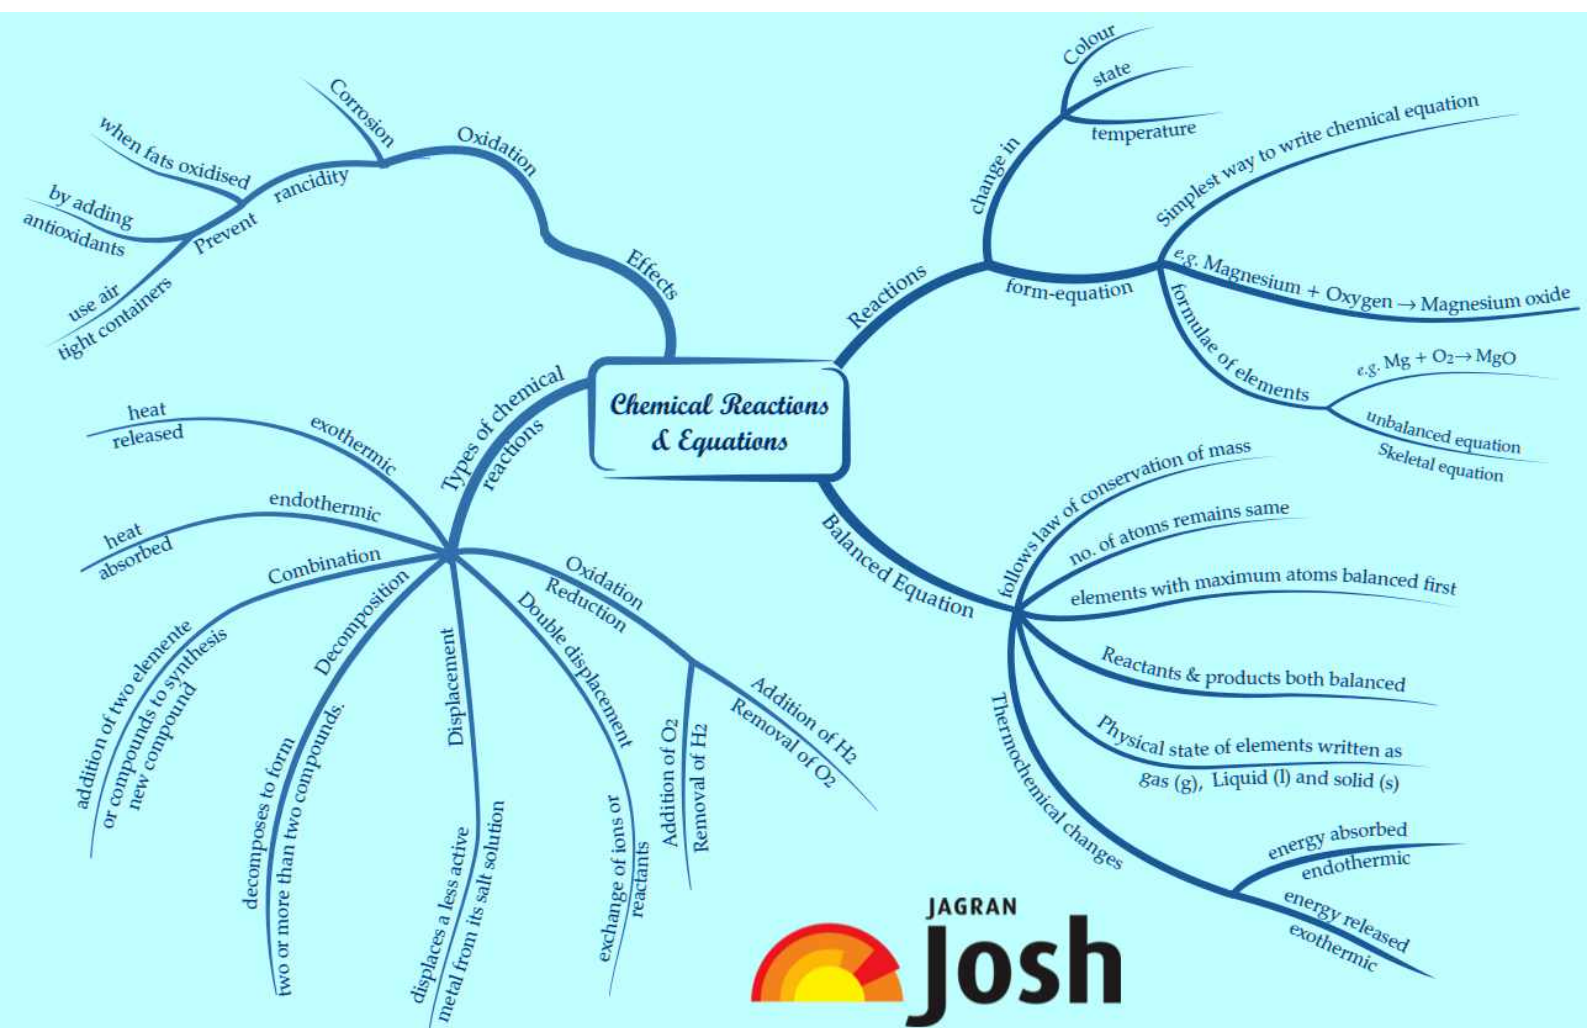 Chemical Reactions
& Equations
Effects
Oxidation
Corrosion
rancidity
when fats oxidised
Prevent
by adding
antioxidants
use air
tight containers
Reactions
change in
Colour
state
temperature
form-equation
Simplest way to write chemical equation
e.g. Magnesium + Oxygen → Magnesium oxide
formulae of elements
e.g. Mg + O2→ MgO
unbalanced equation
Skeletal equation
Types of chemical
reactions
exothermic
heat
released
endothermic
heat
absorbed
Combination
addition of two elemente
or compounds to synthesis
new compound
Decomposition
decomposes to form
two or more than two compounds.
Displacement
displaces a less active
metal from its salt solution
Double displacement
exchange of ions or
reactants
Oxidation
Reduction
Addition of O2
Removal of H2
Addition of H2
Removal of O2
Balanced Equation
follows law of conservation of mass
no. of atoms remains same
elements with maximum atoms balanced first
Reactants & products both balanced
Physical state of elements written as
gas (g), Liquid (l) and solid (s)
Thermochemical changes
energy absorbed
endothermic
energy released
exothermic
JAGRAN
Josh